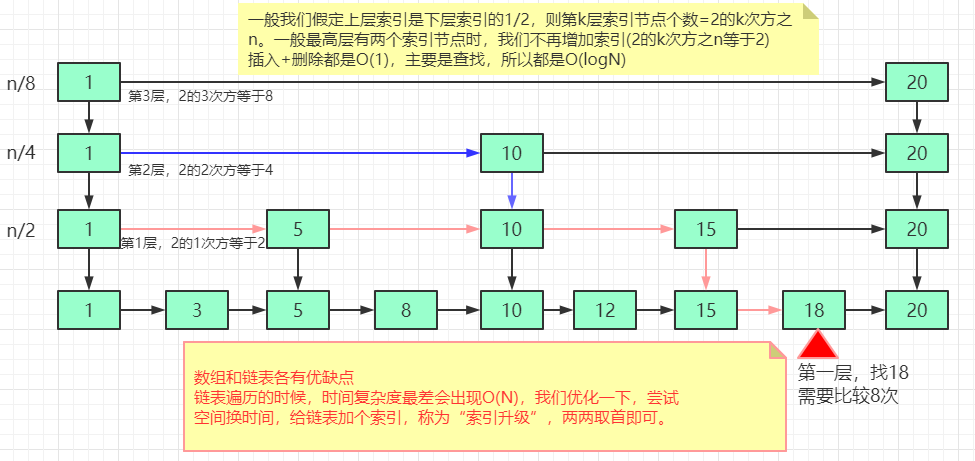 一般我们假定上层索引是下层索引的1/2，则第k层索引节点个数=2的k次方之
n。一般最高层有两个索引节点时，我们不再增加索引(2的k次方之n等于2)
插入+删除都是O(1)，主要是查找，所以都是O(logN)
n/8
1
20
第3层，2的3次方等于8
n/4
1
10
20
第2层，2的2次方等于4
n/2
1
5
10
15
20
第1层，2的1次方等于2
1
3
5
8
10
12
15
18
20
第一层，找18
需要比较8次
数组和链表各有优缺点
链表遍历的时候，时间复杂度最差会出现O(N)，我们优化一下，尝试
空间换时间，给链表加个索引，称为“索引升级”，两两取首即可。